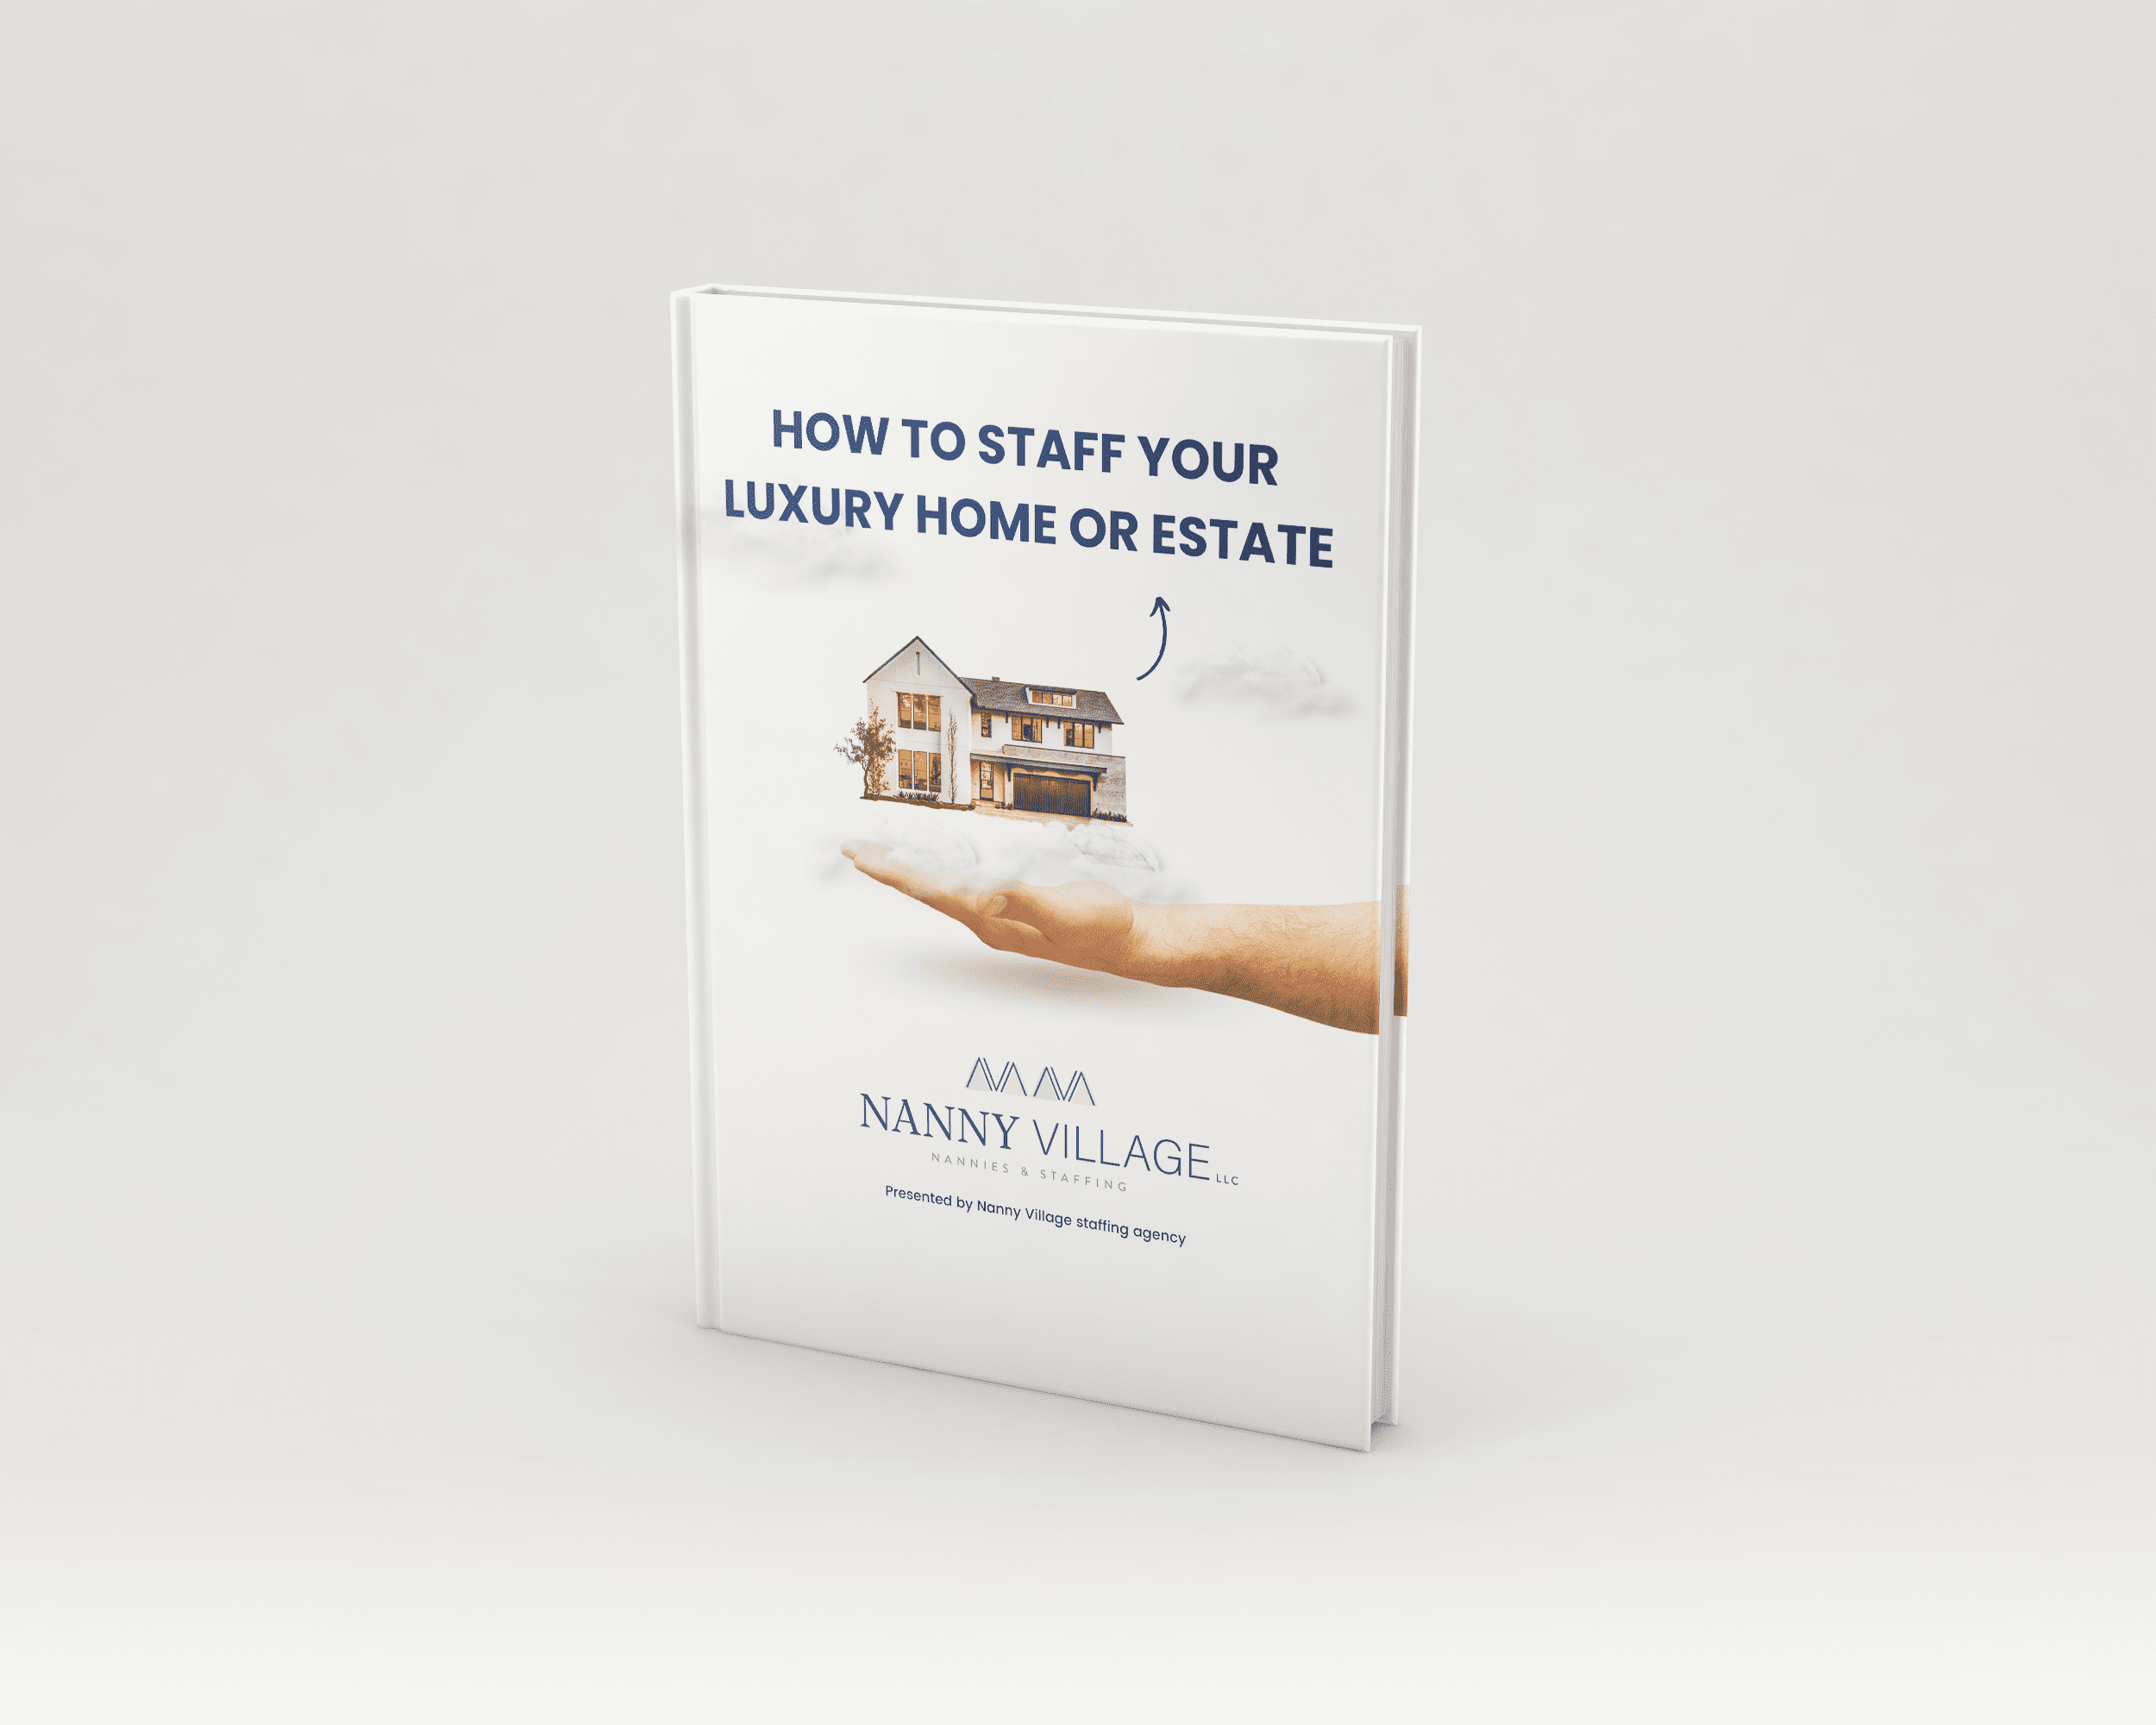 HOW TO STAFF YOUR
LUXURY HOME OR ESTATE
NANNY VILLAGE LLC
NANNIES & STAFFING
Presented by Nanny Village staffing agency